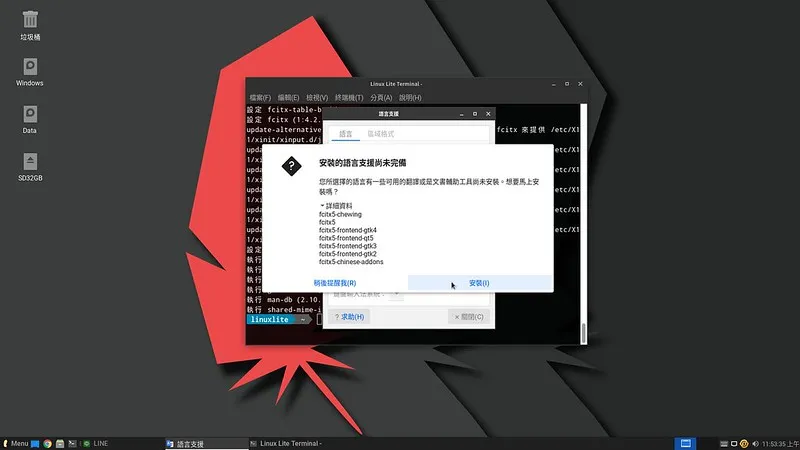 垃圾桶
Windows
Data
SD32GB
Linux Lite Terminal -
檔案(F) 編輯(E) 檢視(V) 終端機(T) 分頁(A) 說明(H)
設定 fcitx-table-b
設定 fcitx (1:4.2.
update-alternative
fcitx 來提供 /etc/X1
1/xinit/xinput.d/j
語言支援
語言 區域格式
安裝的語言支援尚未完備
您所選擇的語言有一些可用的翻譯或是文書輔助工具尚未安裝。想要馬上安
裝嗎？
詳細資料
fcitx5-chewing
fcitx5
fcitx5-frontend-gtk4
fcitx5-frontend-qt5
fcitx5-frontend-gtk3
fcitx5-frontend-gtk2
fcitx5-chinese-addons
稍後提醒我(R) 安裝(I)
設定
執行
執行
執行 man-db (2.10.
執行 shared-mime-i
linuxlite ~
? 求助(H) × 關閉(C)
Menu LINE 語言支援 Linux Lite Terminal - 11:53:35 上午